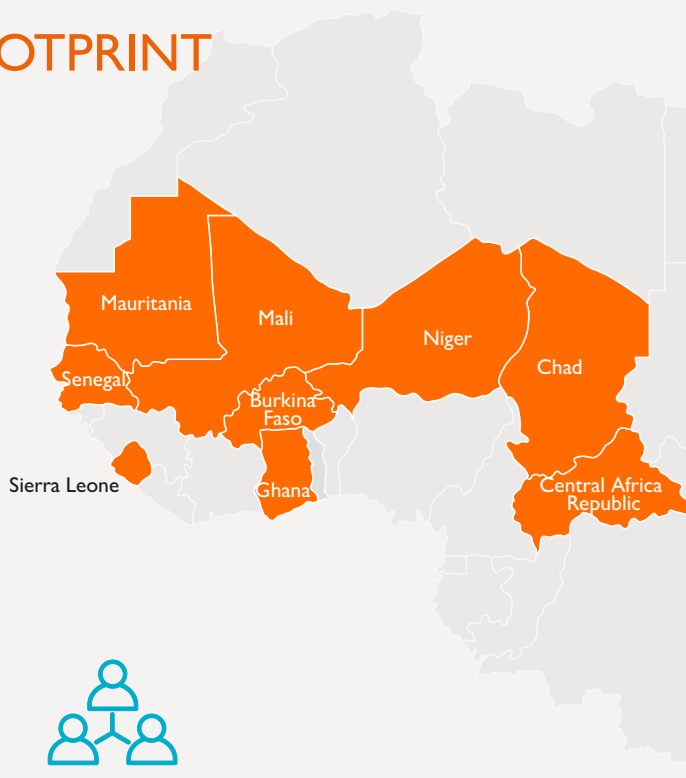 OTPRINT
Mauritania
Mali
Niger
Chad
Senegal
Burkina
Faso
Sierra Leone
Ghana
Central Africa
Republic